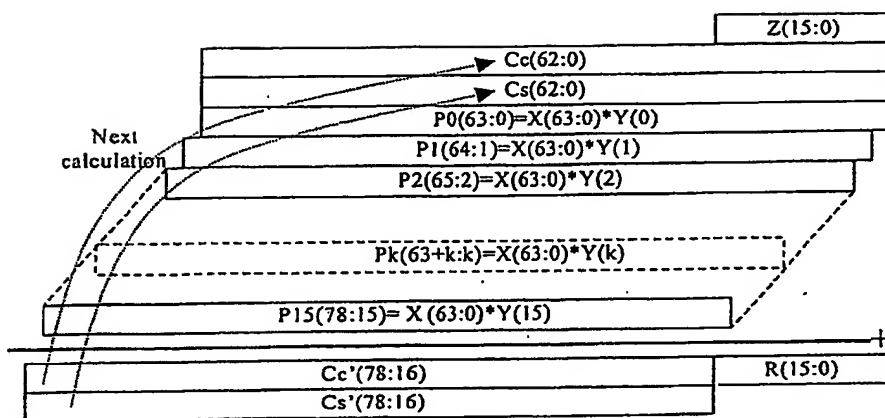 Z(15:0)
Cc(62:0)
Cs(62:0)
P0(63:0)=X(63:0)*Y(0)
Next
calculation
P1(64:1)=X(63:0)*Y(1)
P2(65:2)=X(63:0)*Y(2)
Pk(63+k:k)=X(63:0)*Y(k)
P15(78:15)= X (63:0)*Y(15)
+
Cc'(78:16)
R(15:0)
Cs'(78:16)